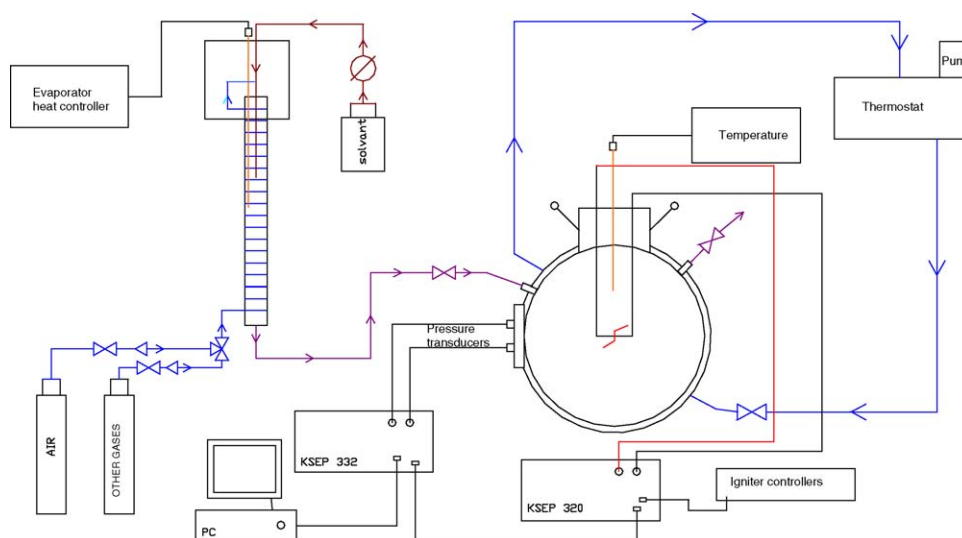 Evaporator
heat controller
solvant
Temperature
Pum
Thermostat
Pressure
transducers
AIR
OTHER GASES
KSEP 332
PC
KSEP 320
Igniter controllers